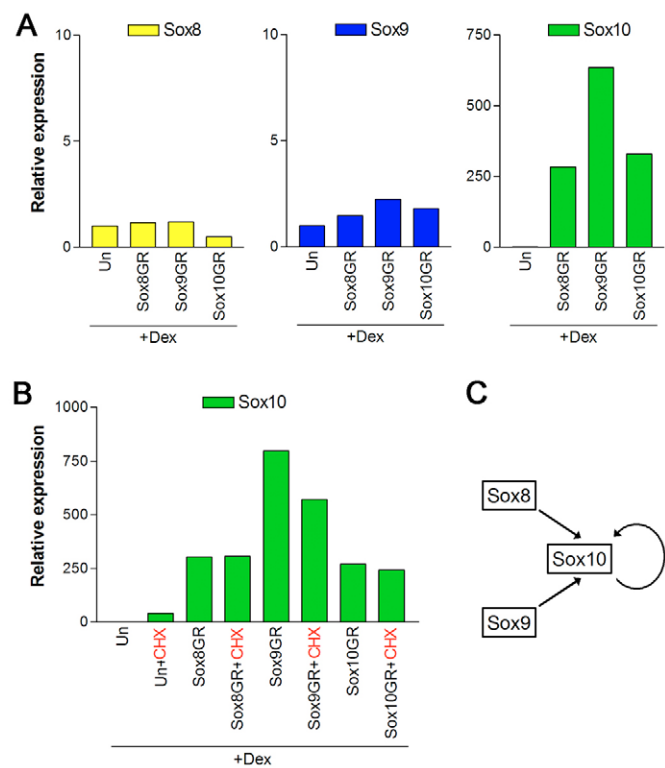 A
Sox8
Sox9
Sox10
Relative expression
10
5
0
10
5
0
750
500
250
0
Un
Sox8GR
Sox9GR
Sox10GR
+Dex
Un
Sox8GR
Sox9GR
Sox10GR
+Dex
Un
Sox8GR
Sox9GR
Sox10GR
+Dex
B
Sox10
Relative expression
1000
750
500
250
0
Un
Un+CHX
Sox8GR
Sox8GR+CHX
Sox9GR
Sox9GR+CHX
Sox10GR
Sox10GR+CHX
+Dex
C
Sox8
Sox10
Sox9